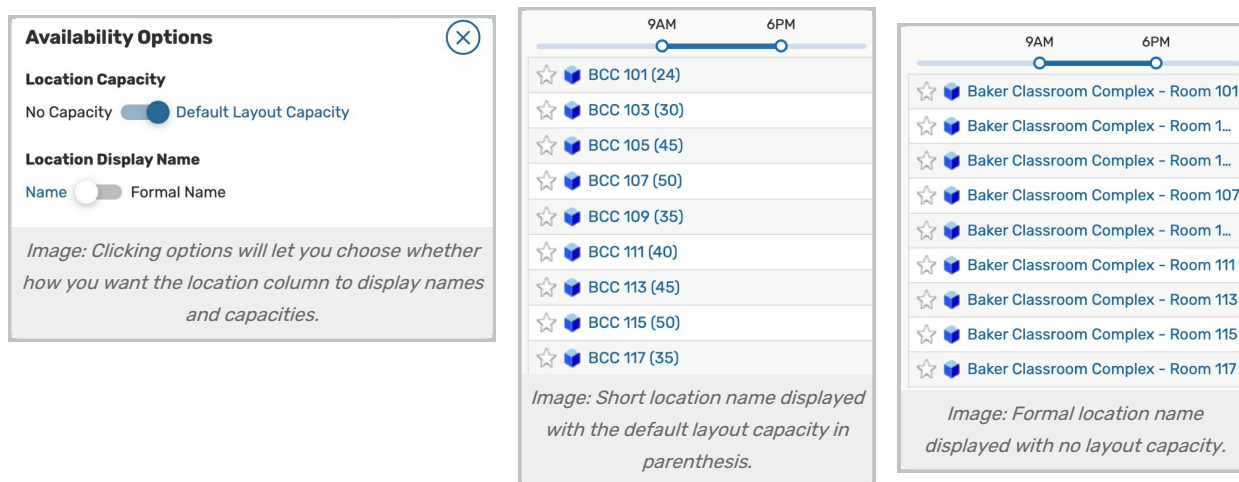 Availability Options
Location Capacity
No Capacity Default Layout Capacity
Location Display Name
Name Formal Name
Image: Clicking options will let you choose whether
how you want the location column to display names
and capacities.
9AM 6PM
BCC 101 (24)
BCC 103 (30)
BCC 105 (45)
BCC 107 (50)
BCC 109 (35)
BCC 111 (40)
BCC 113 (45)
BCC 115 (50)
BCC 117 (35)
Image: Short location name displayed
with the default layout capacity in
parenthesis.
9AM 6PM
Baker Classroom Complex - Room 101
Baker Classroom Complex - Room 1...
Baker Classroom Complex - Room 1...
Baker Classroom Complex - Room 107
Baker Classroom Complex - Room 1...
Baker Classroom Complex - Room 111
Baker Classroom Complex - Room 113
Baker Classroom Complex - Room 115
Baker Classroom Complex - Room 117
Image: Formal location name
displayed with no layout capacity.